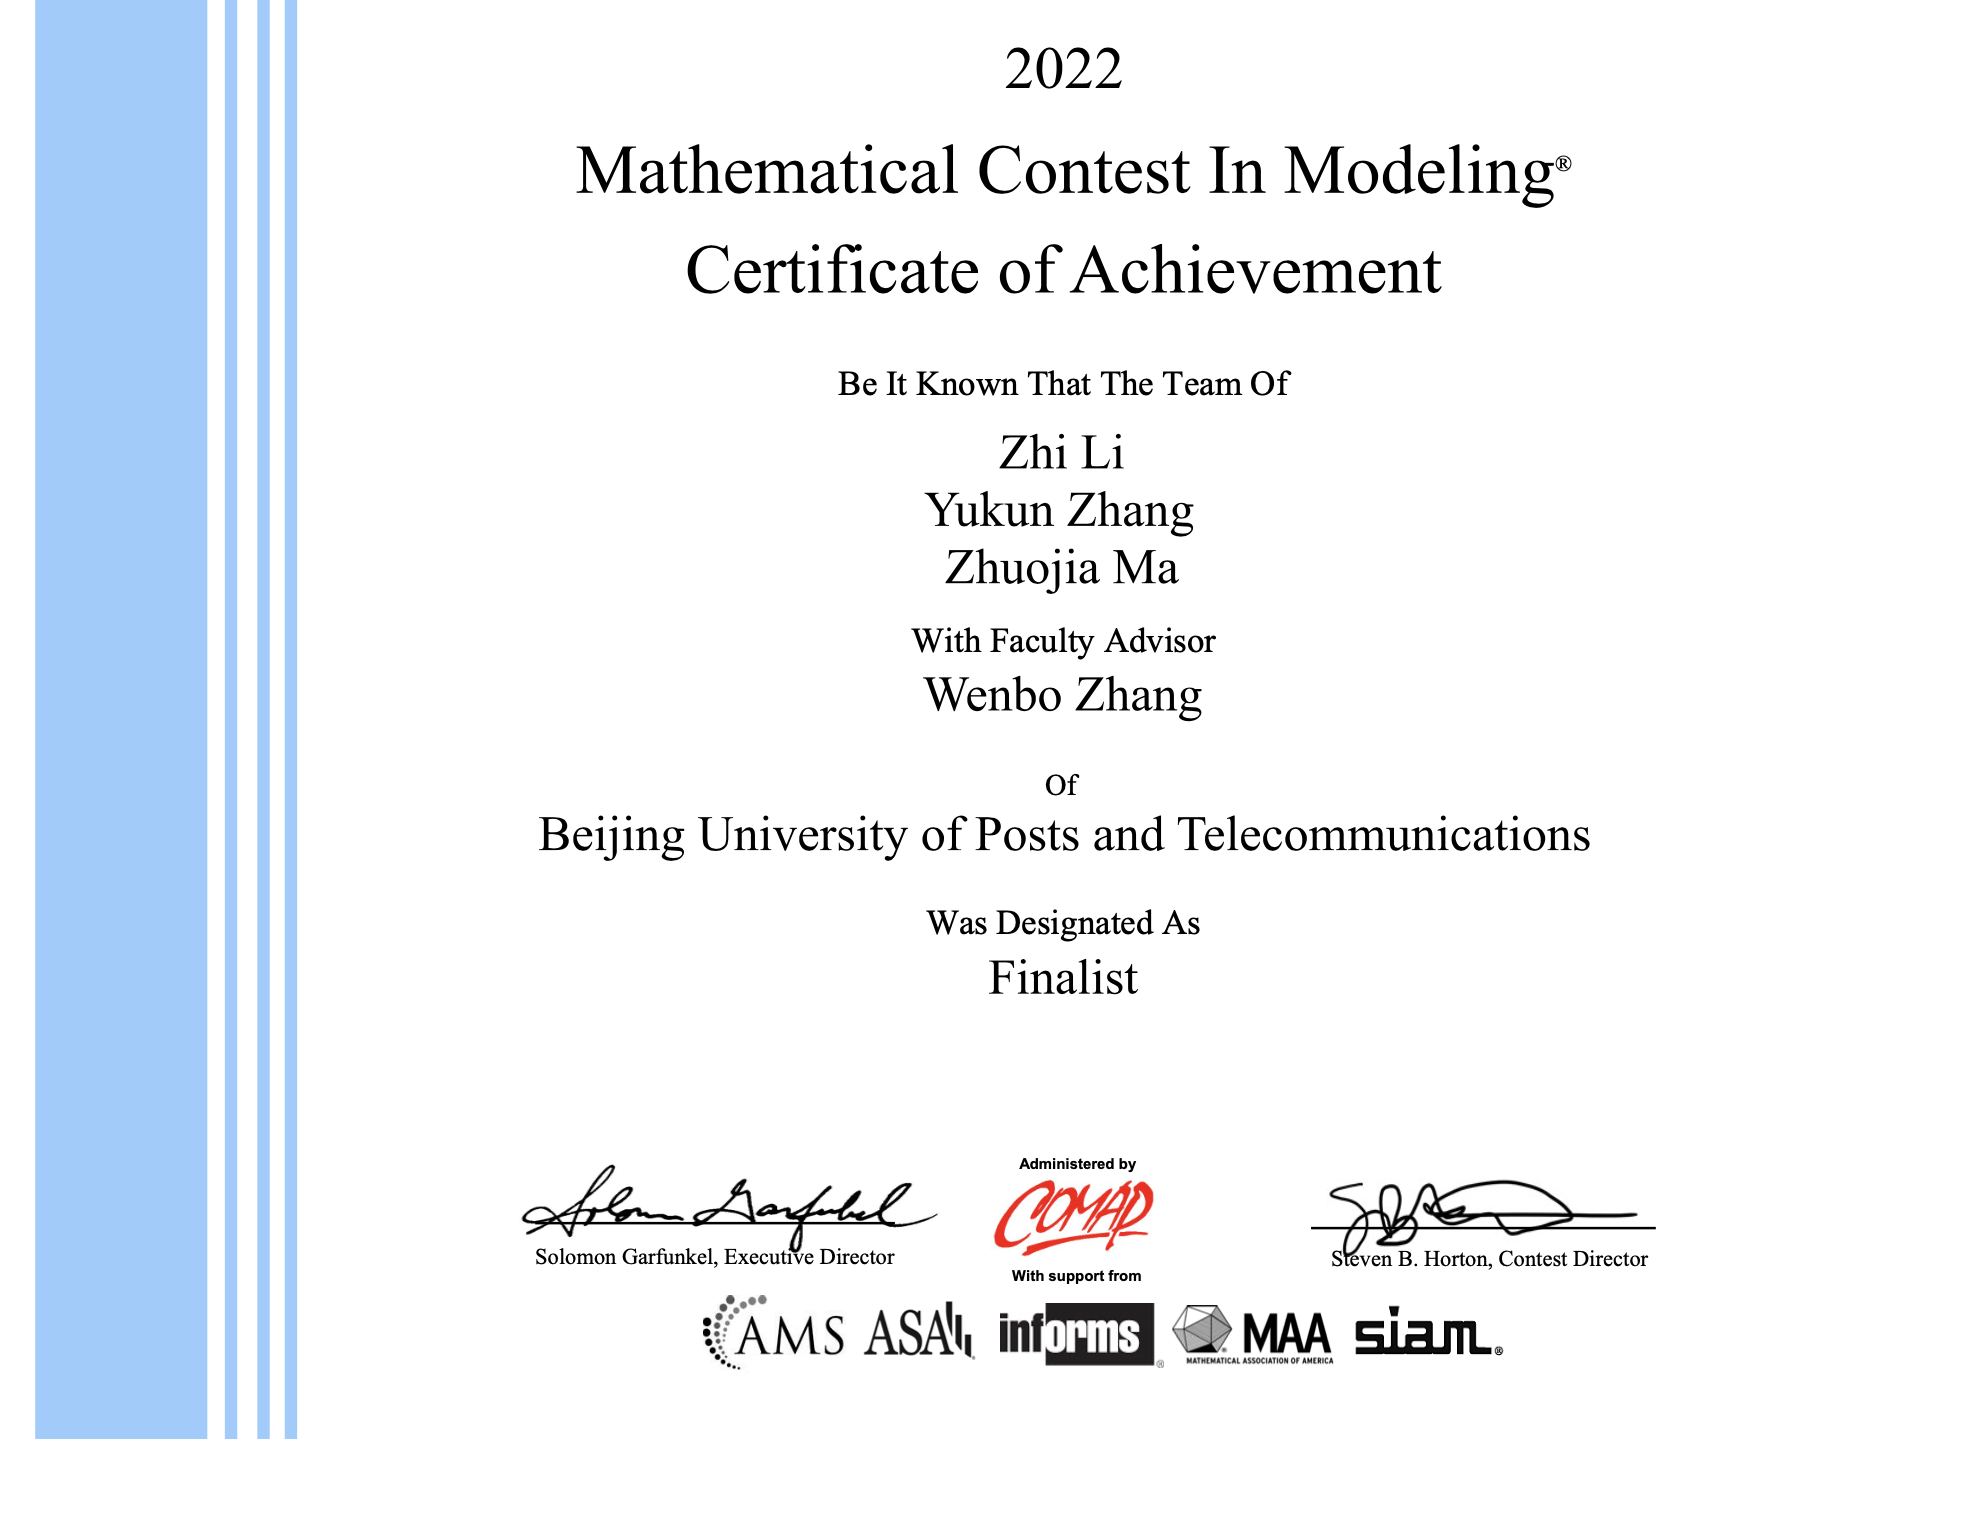 2022
Mathematical Contest In Modeling®
Certificate of Achievement
Be It Known That The Team Of
Zhi Li
Yukun Zhang
Zhuojia Ma
With Faculty Advisor
Wenbo Zhang
Of
Beijing University of Posts and Telecommunications
Was Designated As
Finalist
Solomon Garfunkel
Solomon Garfunkel, Executive Director
Administered by
COMAP
With support from
Steven B. Horton, Contest Director
AMS ASA informs® MAA siam®
MATHEMATICAL ASSOCIATION OF AMERICA